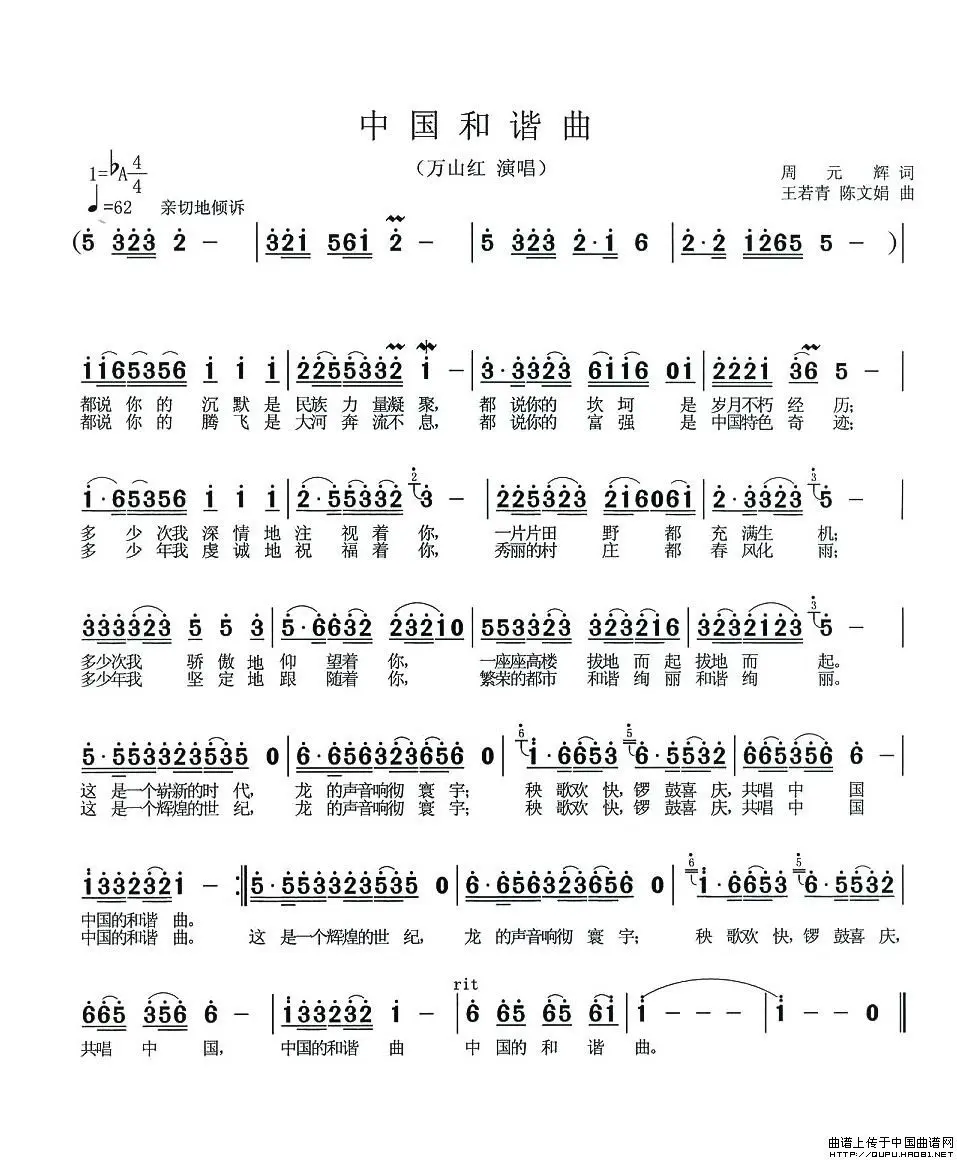 中国和谐曲
（万山红 演唱）
1=♭A 4/4
周元辉 词
♩=62 亲切地倾诉
王若青 陈文娟 曲
(5 323 2 - | 321 561 2 - | 5 323 2·1 6 | 2·2 1265 5 - )|
1165356 1 1 1 | 2255332 1 - | 3·3323 6116 01 | 2221 36 5 - |
都说你的沉默是民族力量凝聚，都说你的坎坷是岁月不朽经历；
都说你的腾飞是大河奔流不息，都说你的富强是中国特色奇迹；
1·65356 1 1 1 | 2·55332 3 - | 225323 216061 | 2·3323 5 - |
多少次我深情地注视着你，一片片田野都充满生机；
多少年我虔诚地祝福着你，秀丽的村庄都春风化雨；
3333323 5 5 3 | 5·6632 23210 | 553323 323216 | 3232123 5 - |
多少次我骄傲地仰望着你，一座座高楼拔地而起拔地而起。
多少年我坚定地跟随着你，繁荣的都市和谐绚丽和谐绚丽。
5·553323535 0 | 6·656323656 0 | 1·6653 6·5532 | 665356 6 - |
这是一个崭新的时代，龙的声音响彻寰宇；秧歌欢快，锣鼓喜庆，共唱中国
这是一个辉煌的世纪，龙的声音响彻寰宇；秧歌欢快，锣鼓喜庆，共唱中国
1332321 - :‖ 5·553323535 0 | 6·656323656 0 | 1·6653 6·5532 |
中国的和谐曲。
中国的和谐曲。这是一个辉煌的世纪，龙的声音响彻寰宇；秧歌欢快，锣鼓喜庆，
rit
665 356 6 - | 133232 1 - | 6 65 65 61 | 1 - - - | 1 - - 0 ‖
共唱中国，中国的和谐曲 中国的和谐曲。
曲谱上传于中国曲谱网
HTTP://QUPU.HAO81.NET